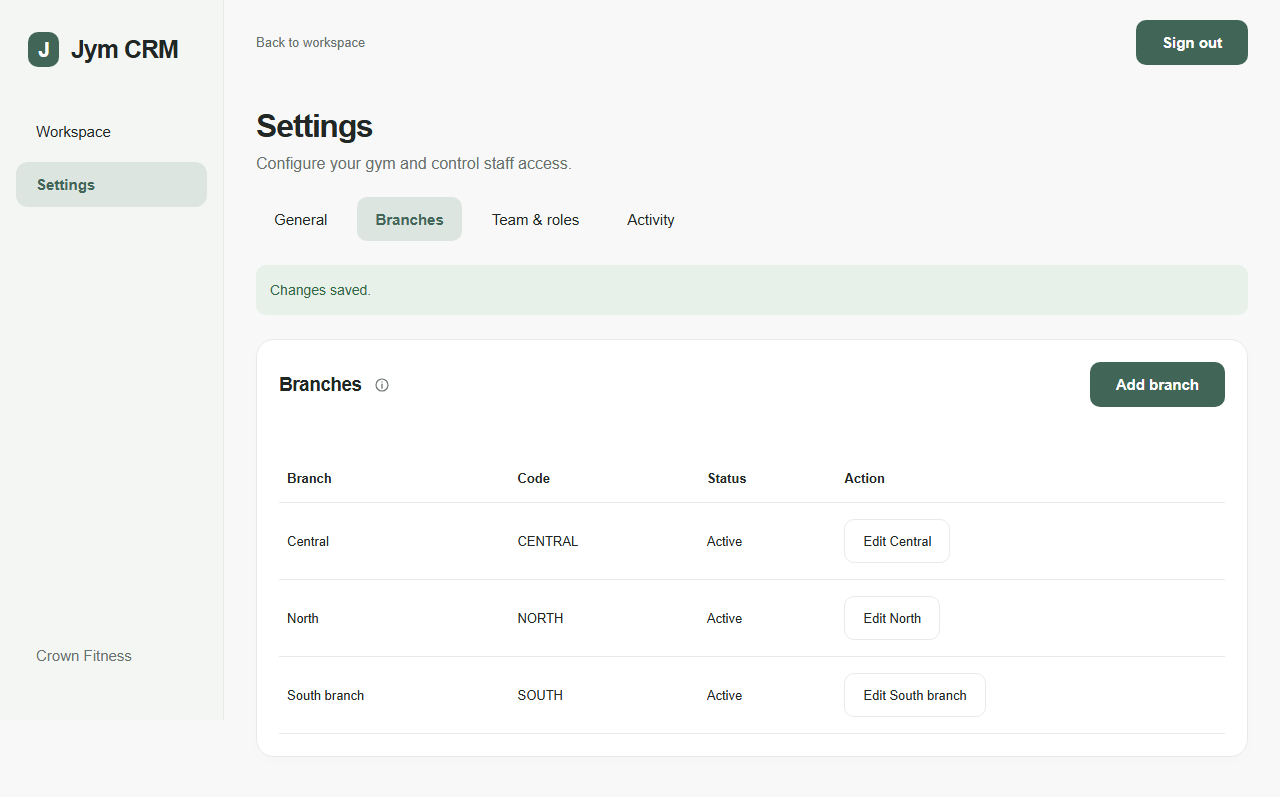 J Jym CRM
Back to workspace
Sign out
Workspace
Settings
Settings
Configure your gym and control staff access.
General Branches Team & roles Activity
Changes saved.
Branches
Add branch
Branch Code Status Action
Central CENTRAL Active Edit Central
North NORTH Active Edit North
South branch SOUTH Active Edit South branch
Crown Fitness